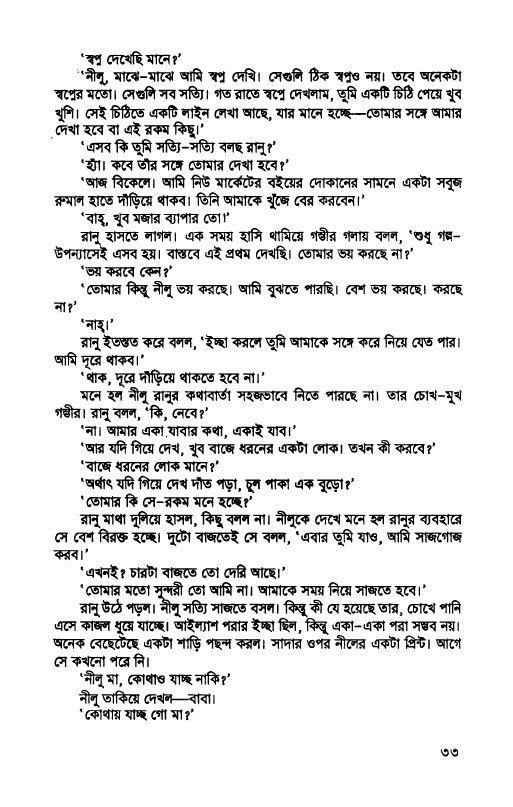 ‘স্বপ্ন দেখেছি মানে?’
‘নীলু, মাঝে-মাঝে আমি স্বপ্ন দেখি। সেগুলি ঠিক স্বপ্নও নয়। তবে অনেকটা
স্বপ্নের মতো। সেগুলি সব সত্যি। গত রাতে স্বপ্নে দেখলাম, তুমি একটি চিঠি পেয়ে খুব
খুশি। সেই চিঠিতে একটি লাইন লেখা আছে, যার মানে হচ্ছে—তোমার সঙ্গে আমার
দেখা হবে বা এই রকম কিছু।’
‘এসব কি তুমি সত্যি-সত্যি বলছ রানু?’
‘হ্যাঁ। কবে তাঁর সঙ্গে তোমার দেখা হবে?’
‘আজ বিকেলে। আমি নিউ মার্কেটের বইয়ের দোকানের সামনে একটা সবুজ
রুমাল হাতে দাঁড়িয়ে থাকব। তিনি আমাকে খুঁজে বের করবেন।’
‘বাহ্, খুব মজার ব্যাপার তো।’
রানু হাসতে লাগল। এক সময় হাসি থামিয়ে গম্ভীর গলায় বলল, ‘শুধু গল্প-
উপন্যাসেই এসব হয়। বাস্তবে এই প্রথম দেখছি। তোমার ভয় করছে না?’
‘ভয় করবে কেন?’
‘তোমার কিন্তু নীলু ভয় করছে। আমি বুঝতে পারছি। বেশ ভয় করছে। করছে
না?’
‘নাহ্।’
রানু ইতস্তত করে বলল, ‘ইচ্ছা করলে তুমি আমাকে সঙ্গে করে নিয়ে যেত পার।
আমি দূরে থাকব।’
‘থাক, দূরে দাঁড়িয়ে থাকতে হবে না।’
মনে হল নীলু রানুর কথাবার্তা সহজভাবে নিতে পারছে না। তার চোখ-মুখ
গম্ভীর। রানু বলল, ‘কি, নেবে?’
‘না। আমার একা যাবার কথা, একাই যাব।’
‘আর যদি গিয়ে দেখ, খুব বাজে ধরনের একটা লোক। তখন কী করবে?’
‘বাজে ধরনের লোক মানে?’
‘অর্থাৎ যদি গিয়ে দেখ দাঁত পড়া, চুল পাকা এক বুড়ো?’
‘তোমার কি সে-রকম মনে হচ্ছে?’
রানু মাথা দুলিয়ে হাসল, কিছু বলল না। নীলুকে দেখে মনে হল রানুর ব্যবহারে
সে বেশ বিরক্ত হচ্ছে। দুটো বাজতেই সে বলল, ‘এবার তুমি যাও, আমি সাজগোজ
করব।’
‘এখনই? চারটা বাজতে তো দেরি আছে।’
‘তোমার মতো সুন্দরী তো আমি না। আমাকে সময় নিয়ে সাজতে হবে।’
রানু উঠে পড়ল। নীলু সত্যি সাজতে বসল। কিন্তু কী যে হয়েছে তার, চোখে পানি
এসে কাজল ধুয়ে যাচ্ছে। আইল্যাশ পরার ইচ্ছা ছিল, কিন্তু একা-একা পরা সম্ভব নয়।
অনেক বেছেটেছে একটা শাড়ি পছন্দ করল। সাদার ওপর নীলের একটা প্রিন্ট। আগে
সে কখনো পরে নি।
‘নীলু মা, কোথাও যাচ্ছ নাকি?’
নীলু তাকিয়ে দেখল—বাবা।
‘কোথায় যাচ্ছ গো মা?’
৩৩